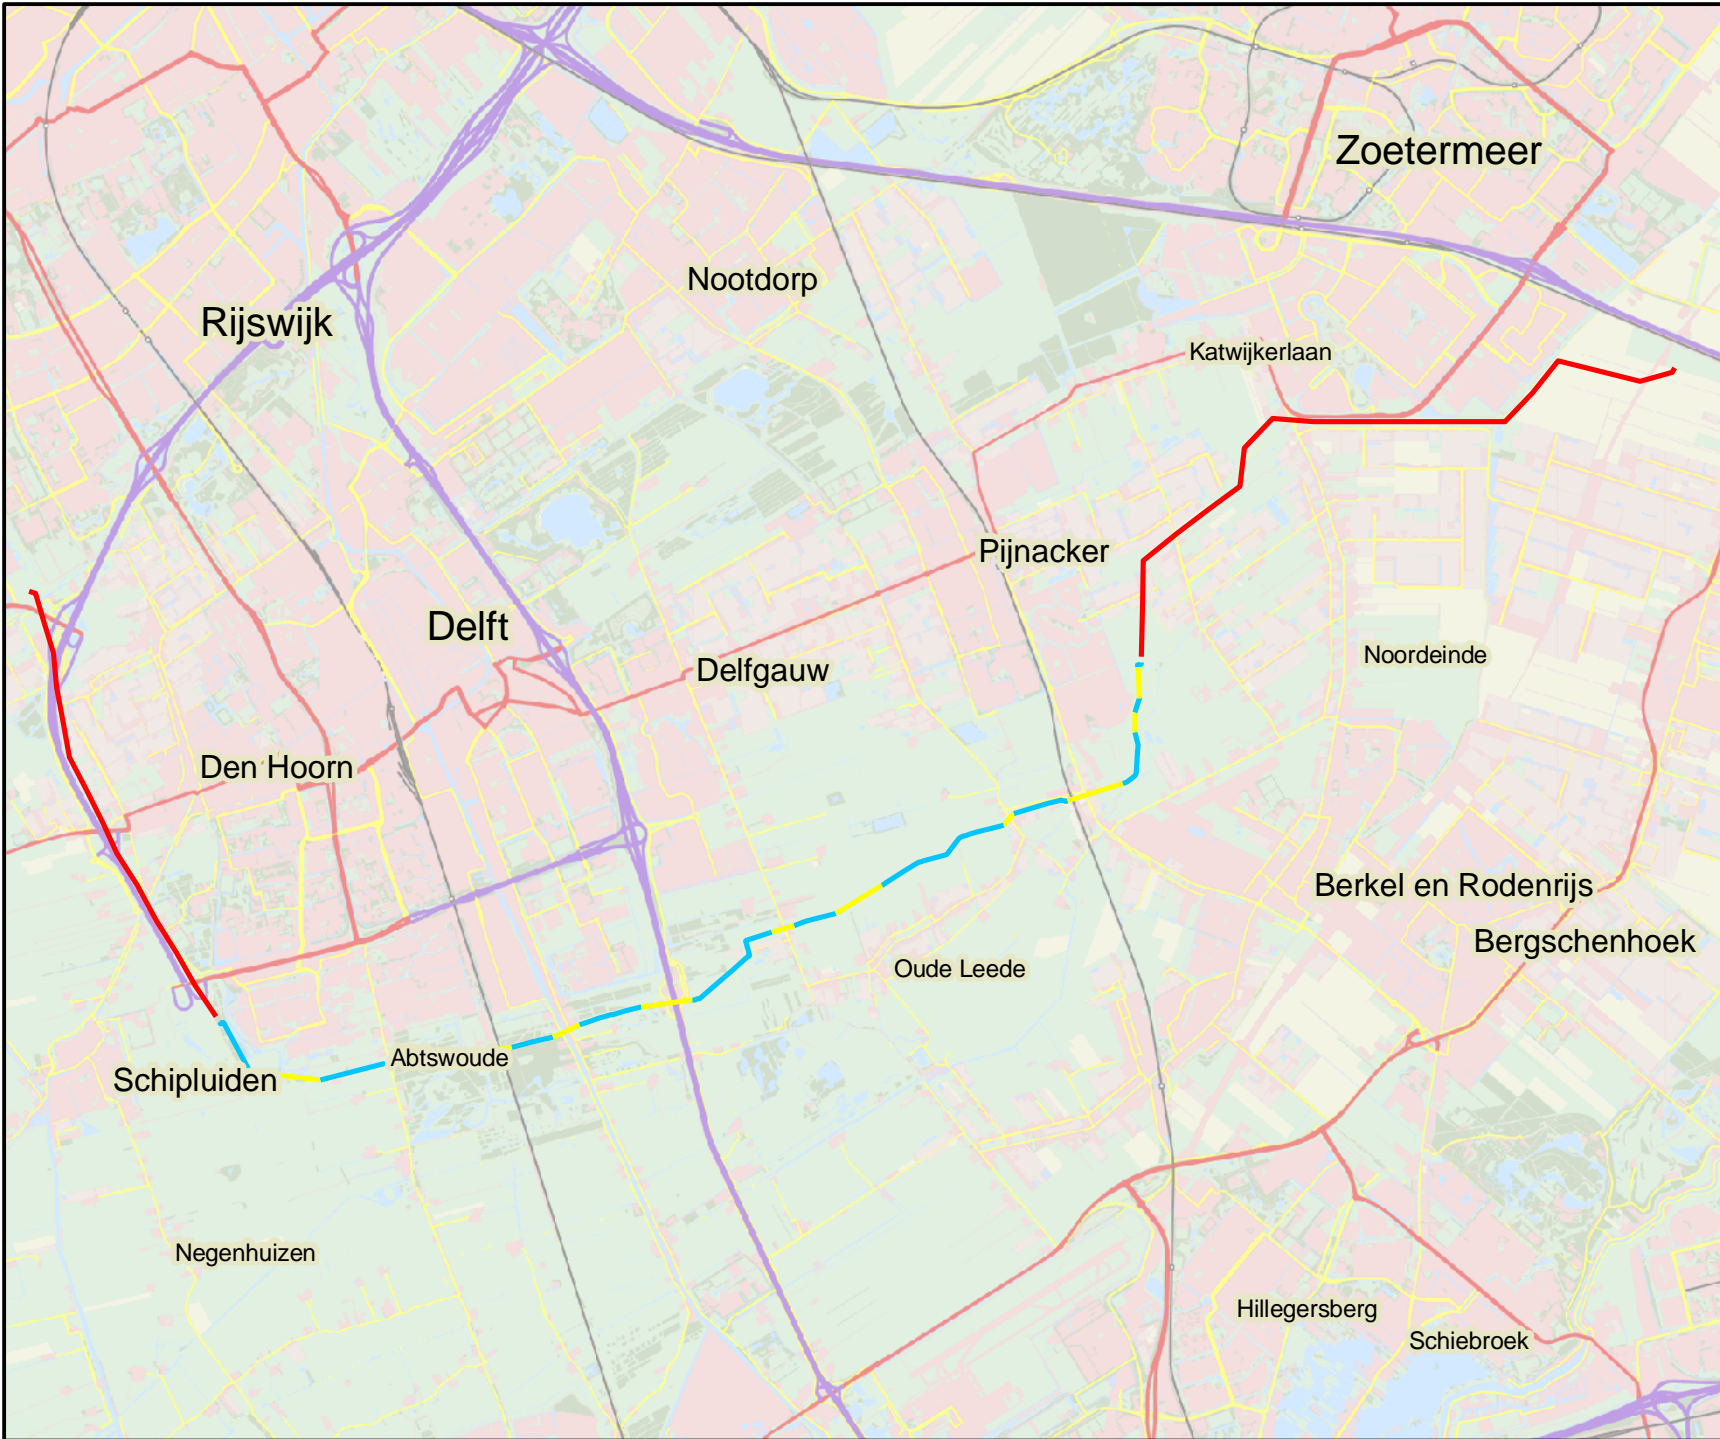 Zoetermeer
Nootdorp
Rijswijk
Katwijkerlaan
Pijnacker
Delft
Noordeinde
Delfgauw
Den Hoorn
Berkel en Rodenrijs
Bergschenhoek
Oude Leede
Abtswoude
Schipluiden
Negenhuizen
Hillegersberg
Schiebroek